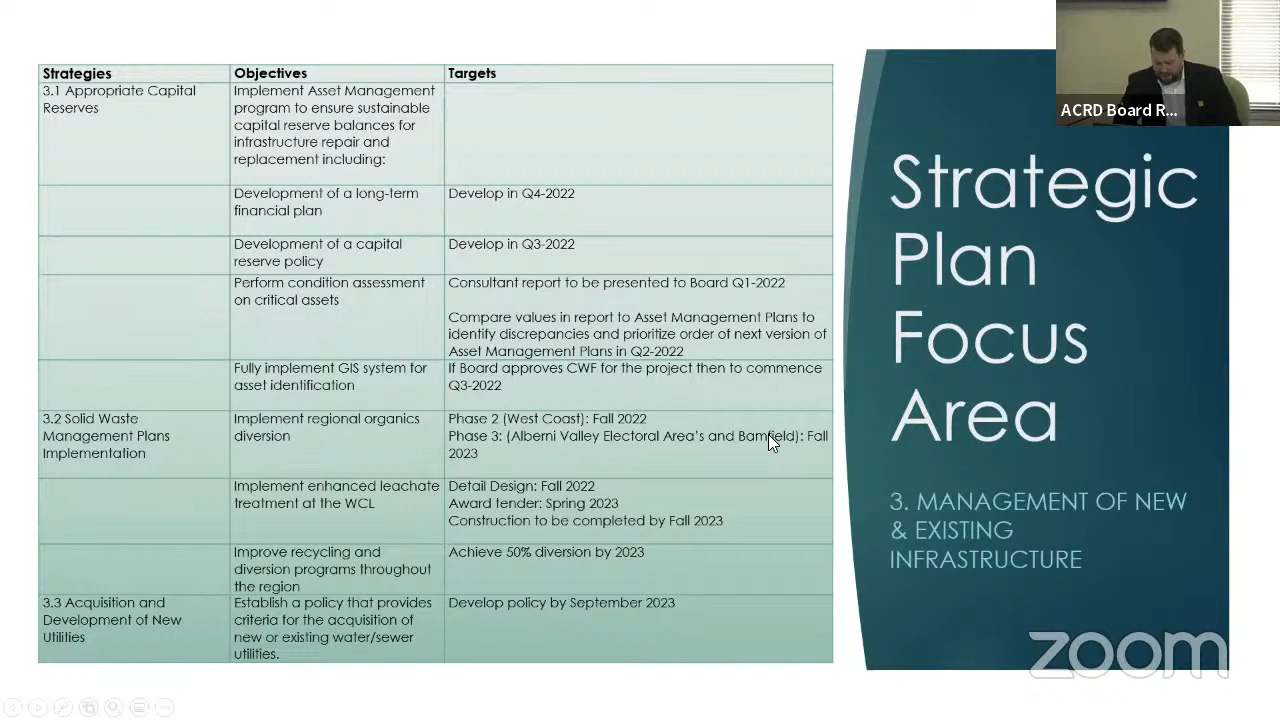 Strategies Objectives Targets
3.1 Appropriate Capital
Reserves
Implement Asset Management
program to ensure sustainable
capital reserve balances for
infrastructure repair and
replacement including:
Development of a long-term
financial plan
Develop in Q4-2022
Development of a capital
reserve policy
Develop in Q3-2022
Perform condition assessment
on critical assets
Consultant report to be presented to Board Q1-2022
Compare values in report to Asset Management Plans to
identify discrepancies and prioritize order of next version of
Asset Management Plans in Q2-2022
Fully implement GIS system for
asset identification
If Board approves CWF for the project then to commence
Q3-2022
3.2 Solid Waste
Management Plans
Implementation
Implement regional organics
diversion
Phase 2 (West Coast): Fall 2022
Phase 3: (Alberni Valley Electoral Area's and Bamfield): Fall
2023
Implement enhanced leachate
treatment at the WCL
Detail Design: Fall 2022
Award tender: Spring 2023
Construction to be completed by Fall 2023
Improve recycling and
diversion programs throughout
the region
Achieve 50% diversion by 2023
3.3 Acquisition and
Development of New
Utilities
Establish a policy that provides
criteria for the acquisition of
new or existing water/sewer
utilities.
Develop policy by September 2023
ACRD Board R...
Strategic
Plan
Focus
Area
3. MANAGEMENT OF NEW
& EXISTING
INFRASTRUCTURE
zoom